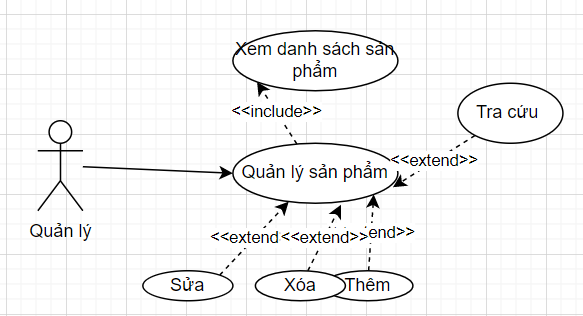 Xem danh sách sản
phẩm
<<include>>
Tra cứu
<<extend>>
Quản lý sản phẩm
Quản lý
<<extend
<<extend>>
end>>
Sửa
Xóa
Thêm